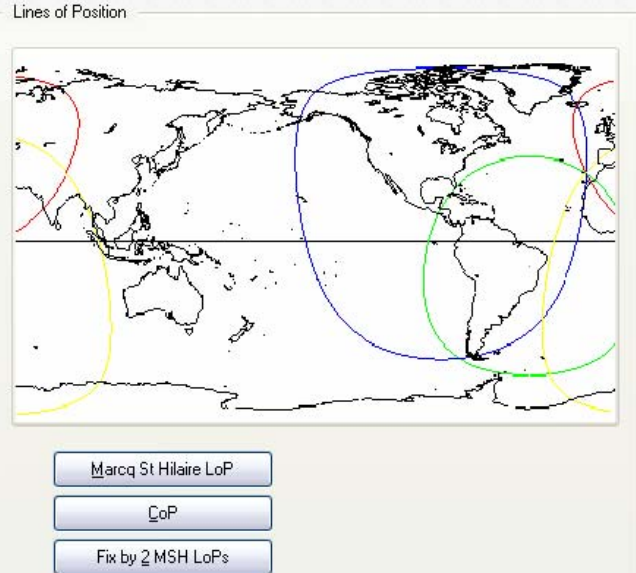 Lines of Position
Marcq St Hilaire LoP
CoP
Fix by 2 MSH LoPs